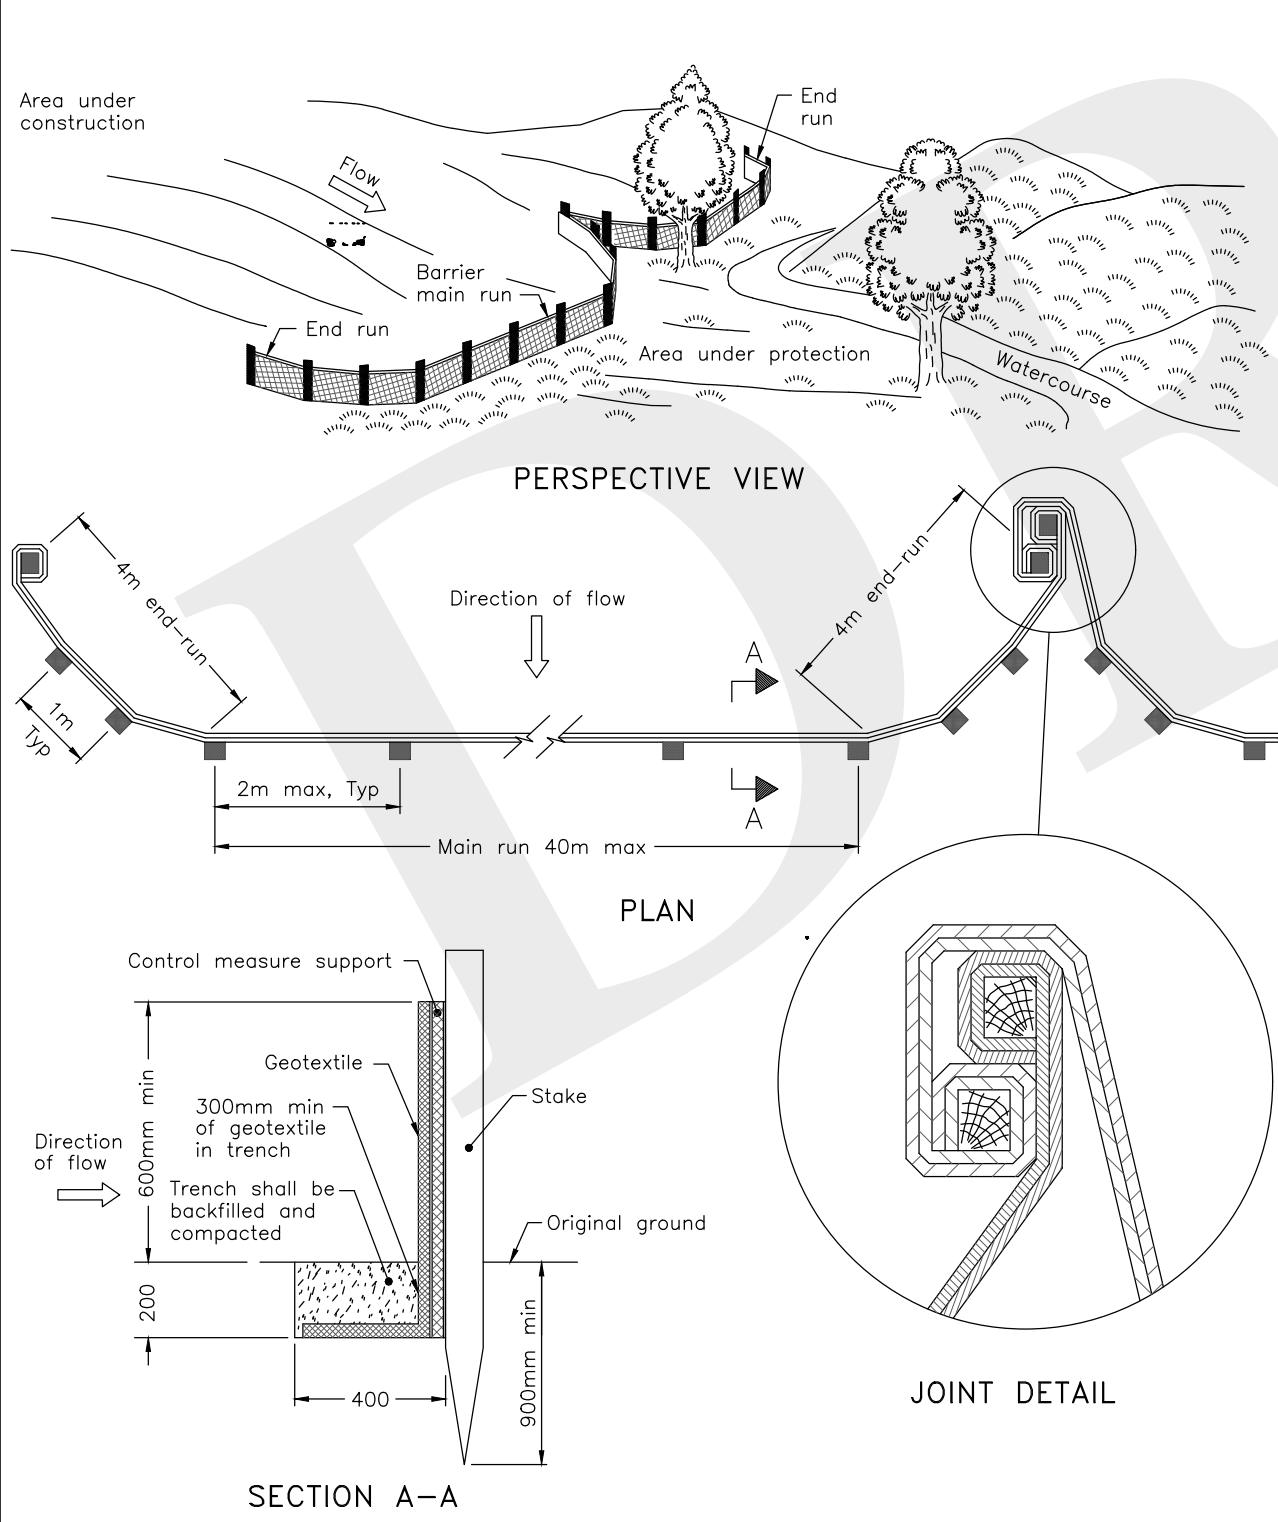 Area under
construction
Flow
End
run
Barrier
main run
End run
Area under protection
Watercourse
PERSPECTIVE VIEW
4m end-run
Direction of flow
4m end-run
A
1m
Typ
2m max, Typ
A
Main run 40m max
PLAN
Control measure support
Geotextile
600mm min
300mm min
of geotextile
in trench
Stake
Direction
of flow
Trench shall be
backfilled and
compacted
Original ground
200
900mm min
400
JOINT DETAIL
SECTION A-A